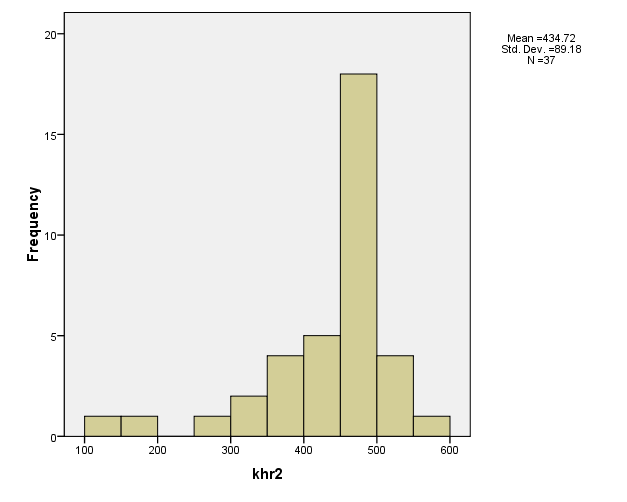 Mean =434.72
Std. Dev. =89.18
N =37
20
15
10
5
0
Frequency
100 200 300 400 500 600
khr2